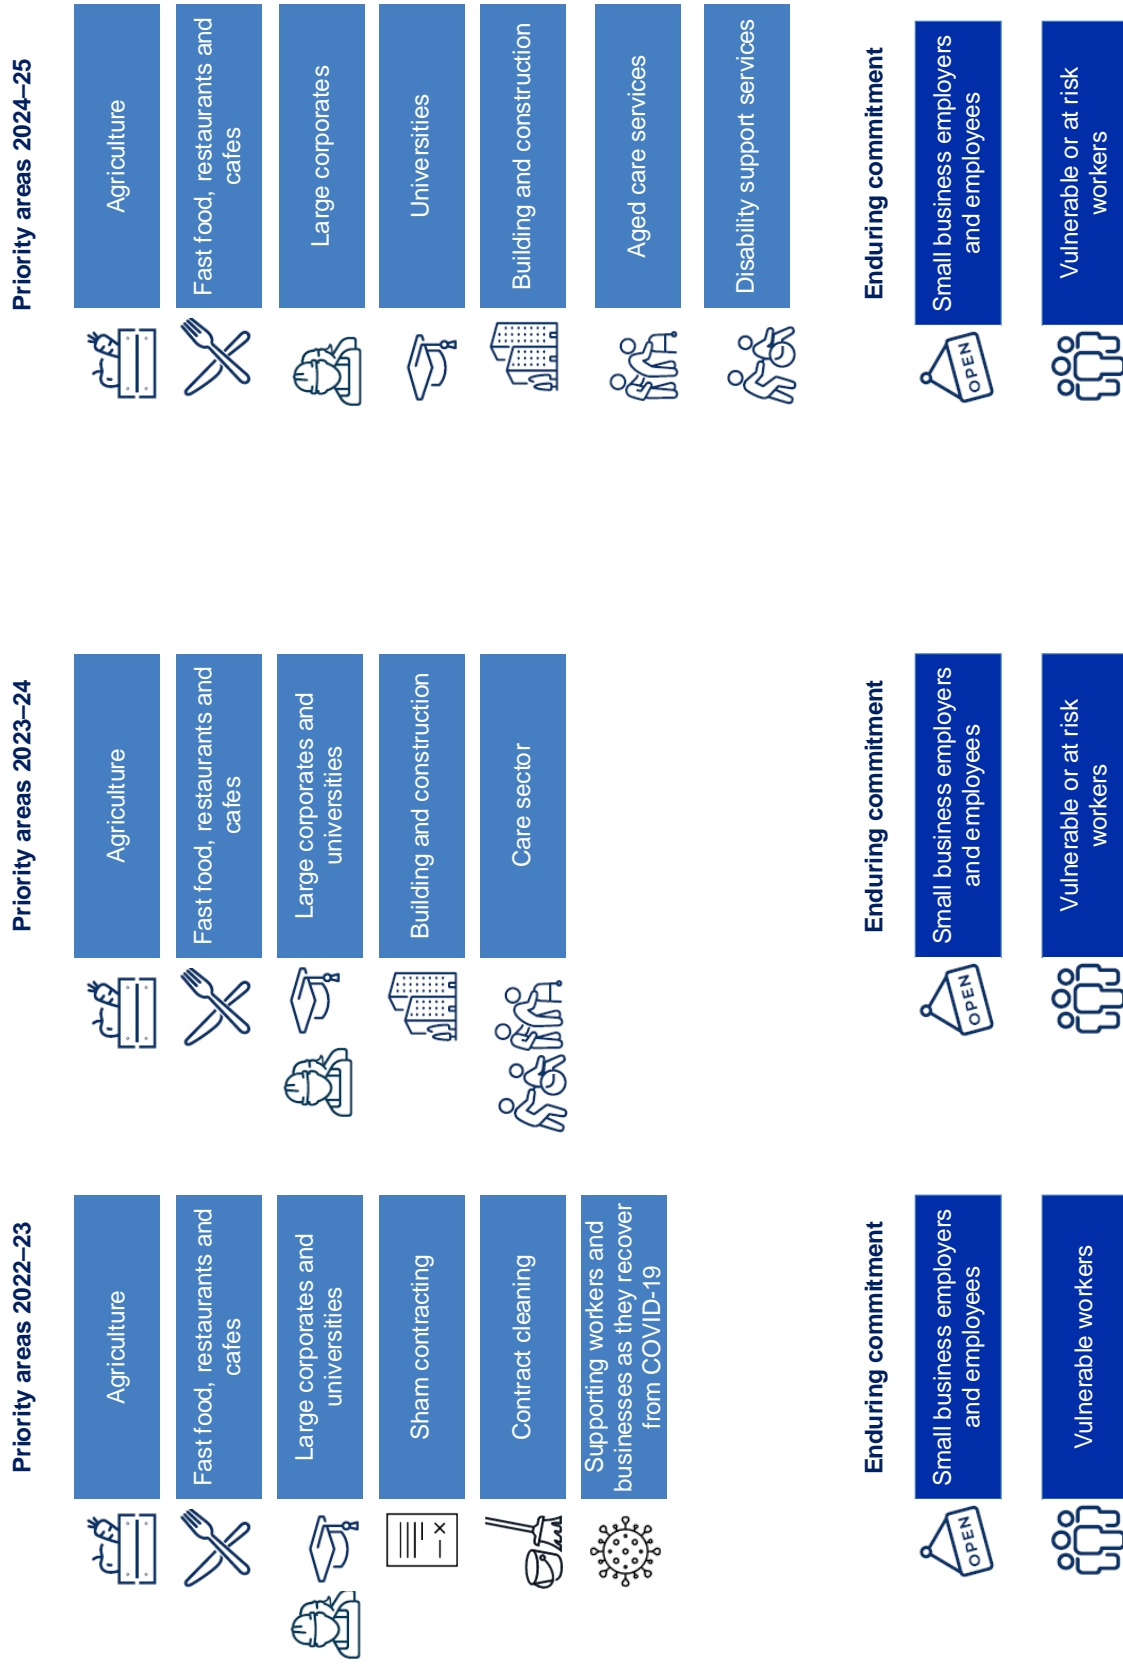 Priority areas 2022–23
Agriculture
Fast food, restaurants and
cafes
Large corporates and
universities
Sham contracting
Contract cleaning
Supporting workers and
businesses as they recover
from COVID-19
Enduring commitment
OPEN
Small business employers
and employees
Vulnerable workers
Priority areas 2023–24
Agriculture
Fast food, restaurants and
cafes
Large corporates and
universities
Building and construction
Care sector
Enduring commitment
OPEN
Small business employers
and employees
Vulnerable or at risk
workers
Priority areas 2024–25
Agriculture
Fast food, restaurants and
cafes
Large corporates
Universities
Building and construction
Aged care services
Disability support services
Enduring commitment
OPEN
Small business employers
and employees
Vulnerable or at risk
workers